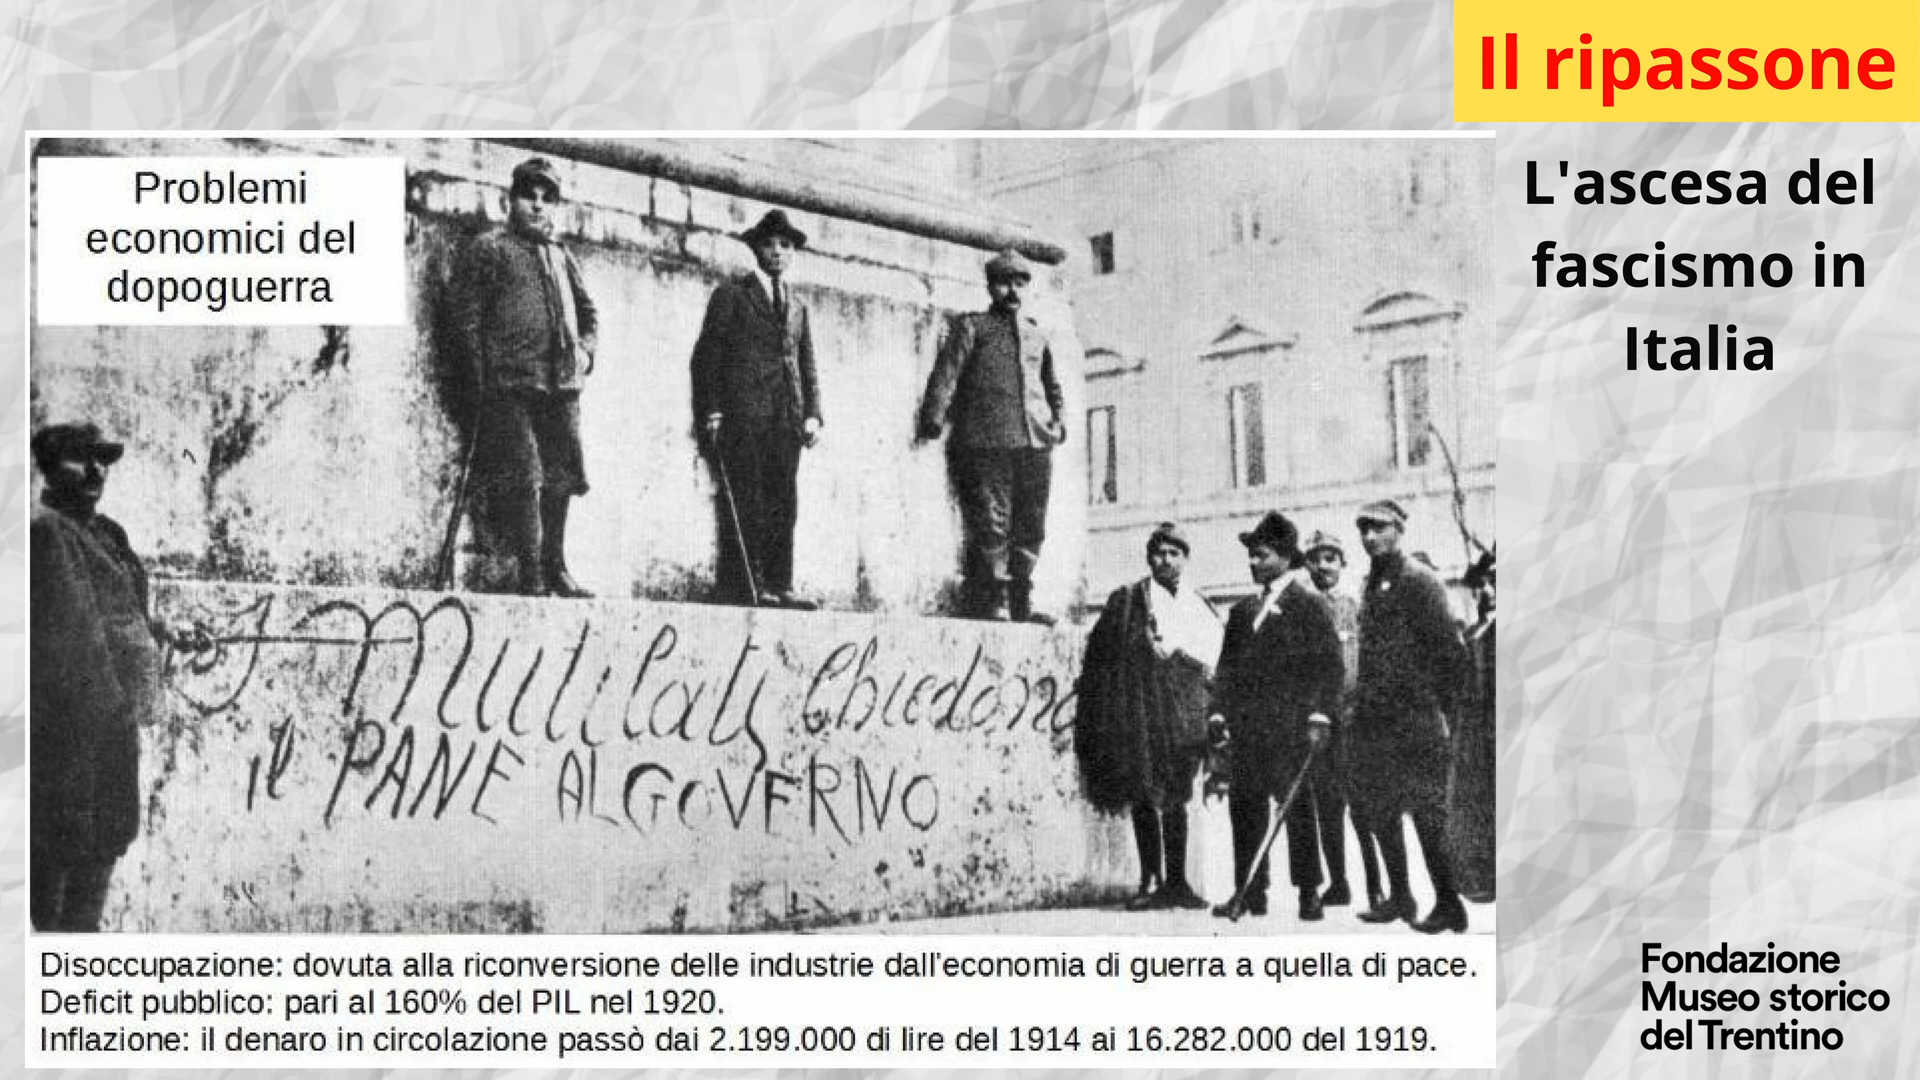 Il ripassone
L'ascesa del
fascismo in
Italia
Problemi
economici del
dopoguerra
I Mutilati Chiedono
il PANE AL GOVERNO
Disoccupazione: dovuta alla riconversione delle industrie dall'economia di guerra a quella di pace.
Deficit pubblico: pari al 160% del PIL nel 1920.
Inflazione: il denaro in circolazione passò dai 2.199.000 di lire del 1914 ai 16.282.000 del 1919.
Fondazione
Museo storico
del Trentino